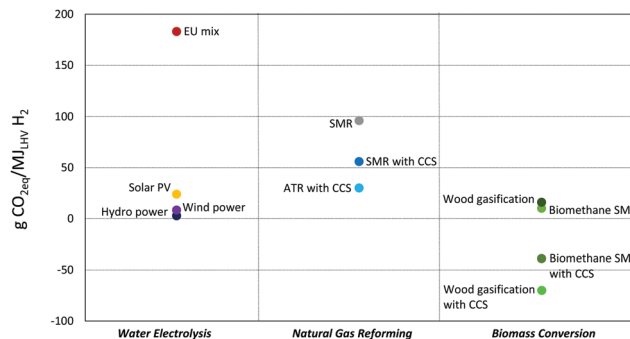 200
150
100
50
0
-50
-100
g CO2eq/MJLHV H2
EU mix
Solar PV
Hydro power
Wind power
SMR
SMR with CCS
ATR with CCS
Wood gasification
Biomethane SM
Biomethane SM
with CCS
Wood gasification
with CCS
Water Electrolysis
Natural Gas Reforming
Biomass Conversion